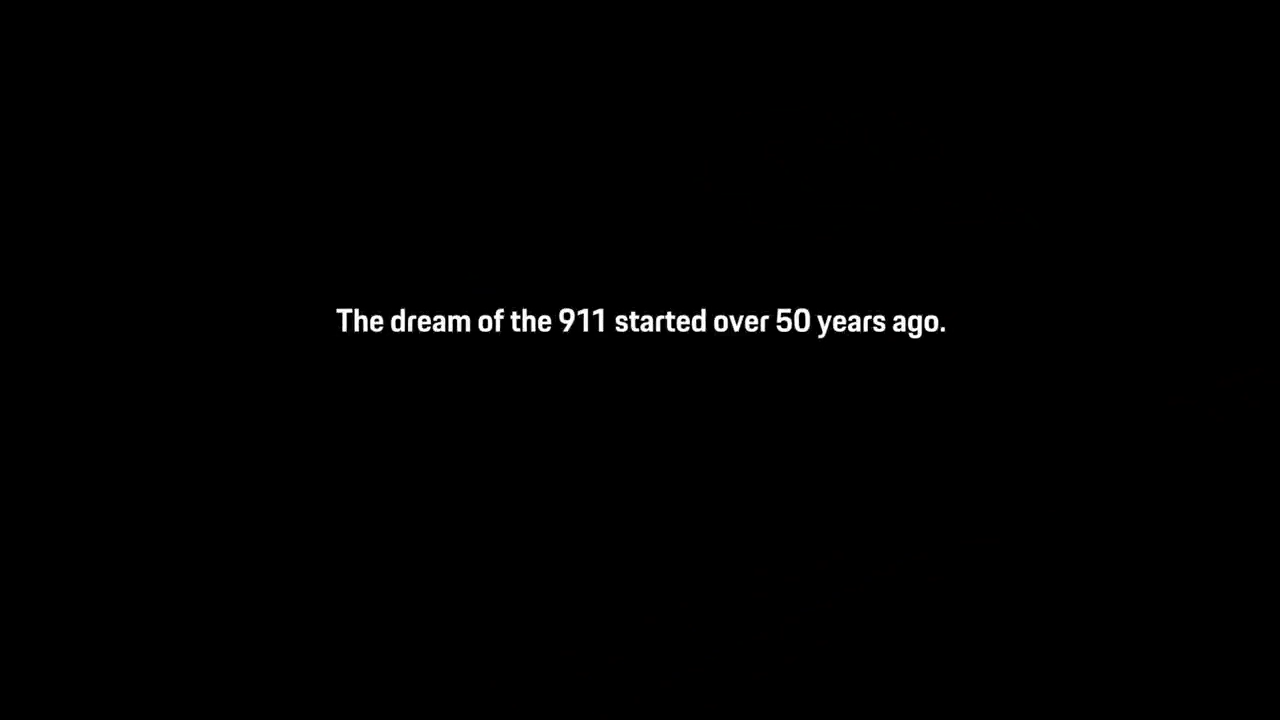 The dream of the 911 started over 50 years ago.